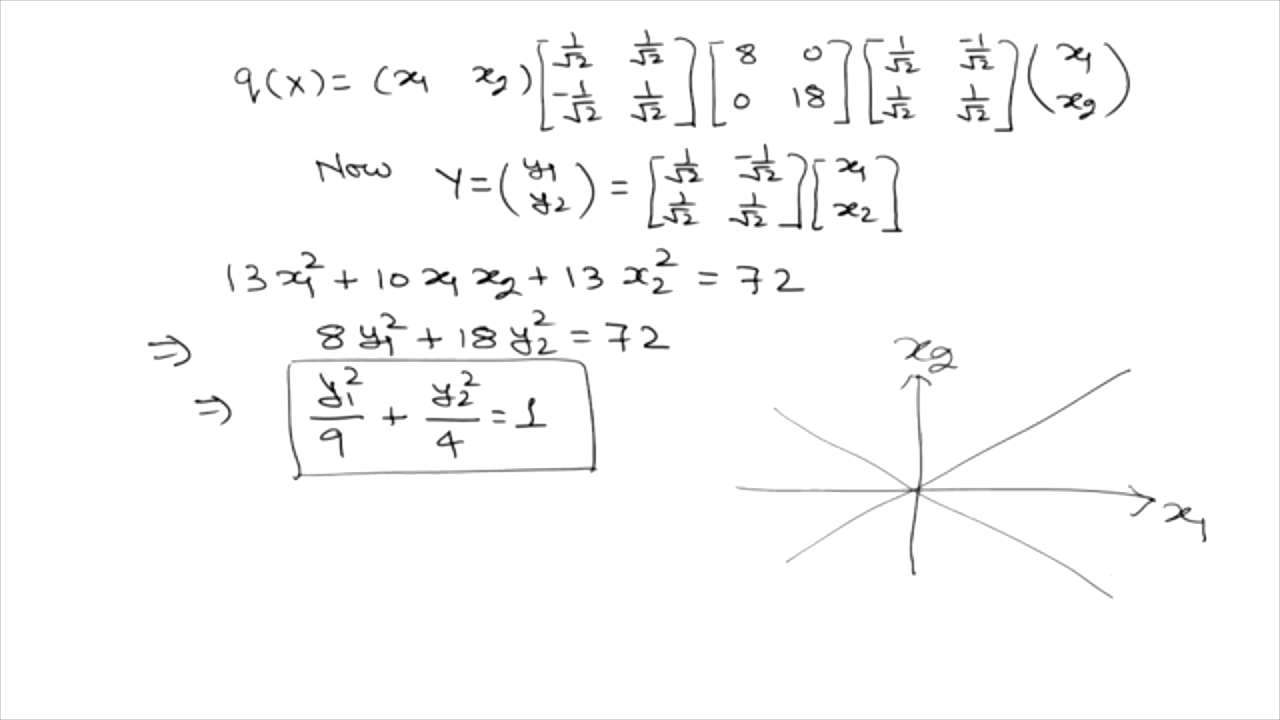 q(x) = (x₁ x₂) [1/√2 1/√2; -1/√2 1/√2] [8 0; 0 18] [1/√2 -1/√2; 1/√2 1/√2] (x₁; x₂)
Now Y = (y₁; y₂) = [1/√2 -1/√2; 1/√2 1/√2] [x₁; x₂]
13x₁² + 10x₁x₂ + 13x₂² = 72
⇒ 8y₁² + 18y₂² = 72
⇒ y₁²/9 + y₂²/4 = 1
x₂
x₁